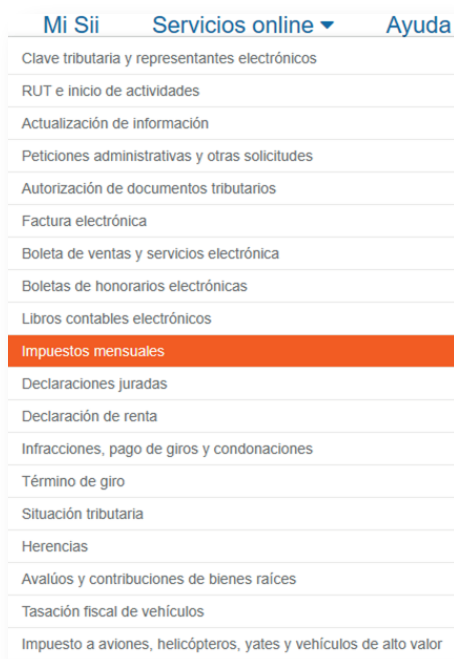 Mi Sii Servicios online Ayuda
Clave tributaria y representantes electrónicos
RUT e inicio de actividades
Actualización de información
Peticiones administrativas y otras solicitudes
Autorización de documentos tributarios
Factura electrónica
Boleta de ventas y servicios electrónica
Boletas de honorarios electrónicas
Libros contables electrónicos
Impuestos mensuales
Declaraciones juradas
Declaración de renta
Infracciones, pago de giros y condonaciones
Término de giro
Situación tributaria
Herencias
Avalúos y contribuciones de bienes raíces
Tasación fiscal de vehículos
Impuesto a aviones, helicópteros, yates y vehículos de alto valor